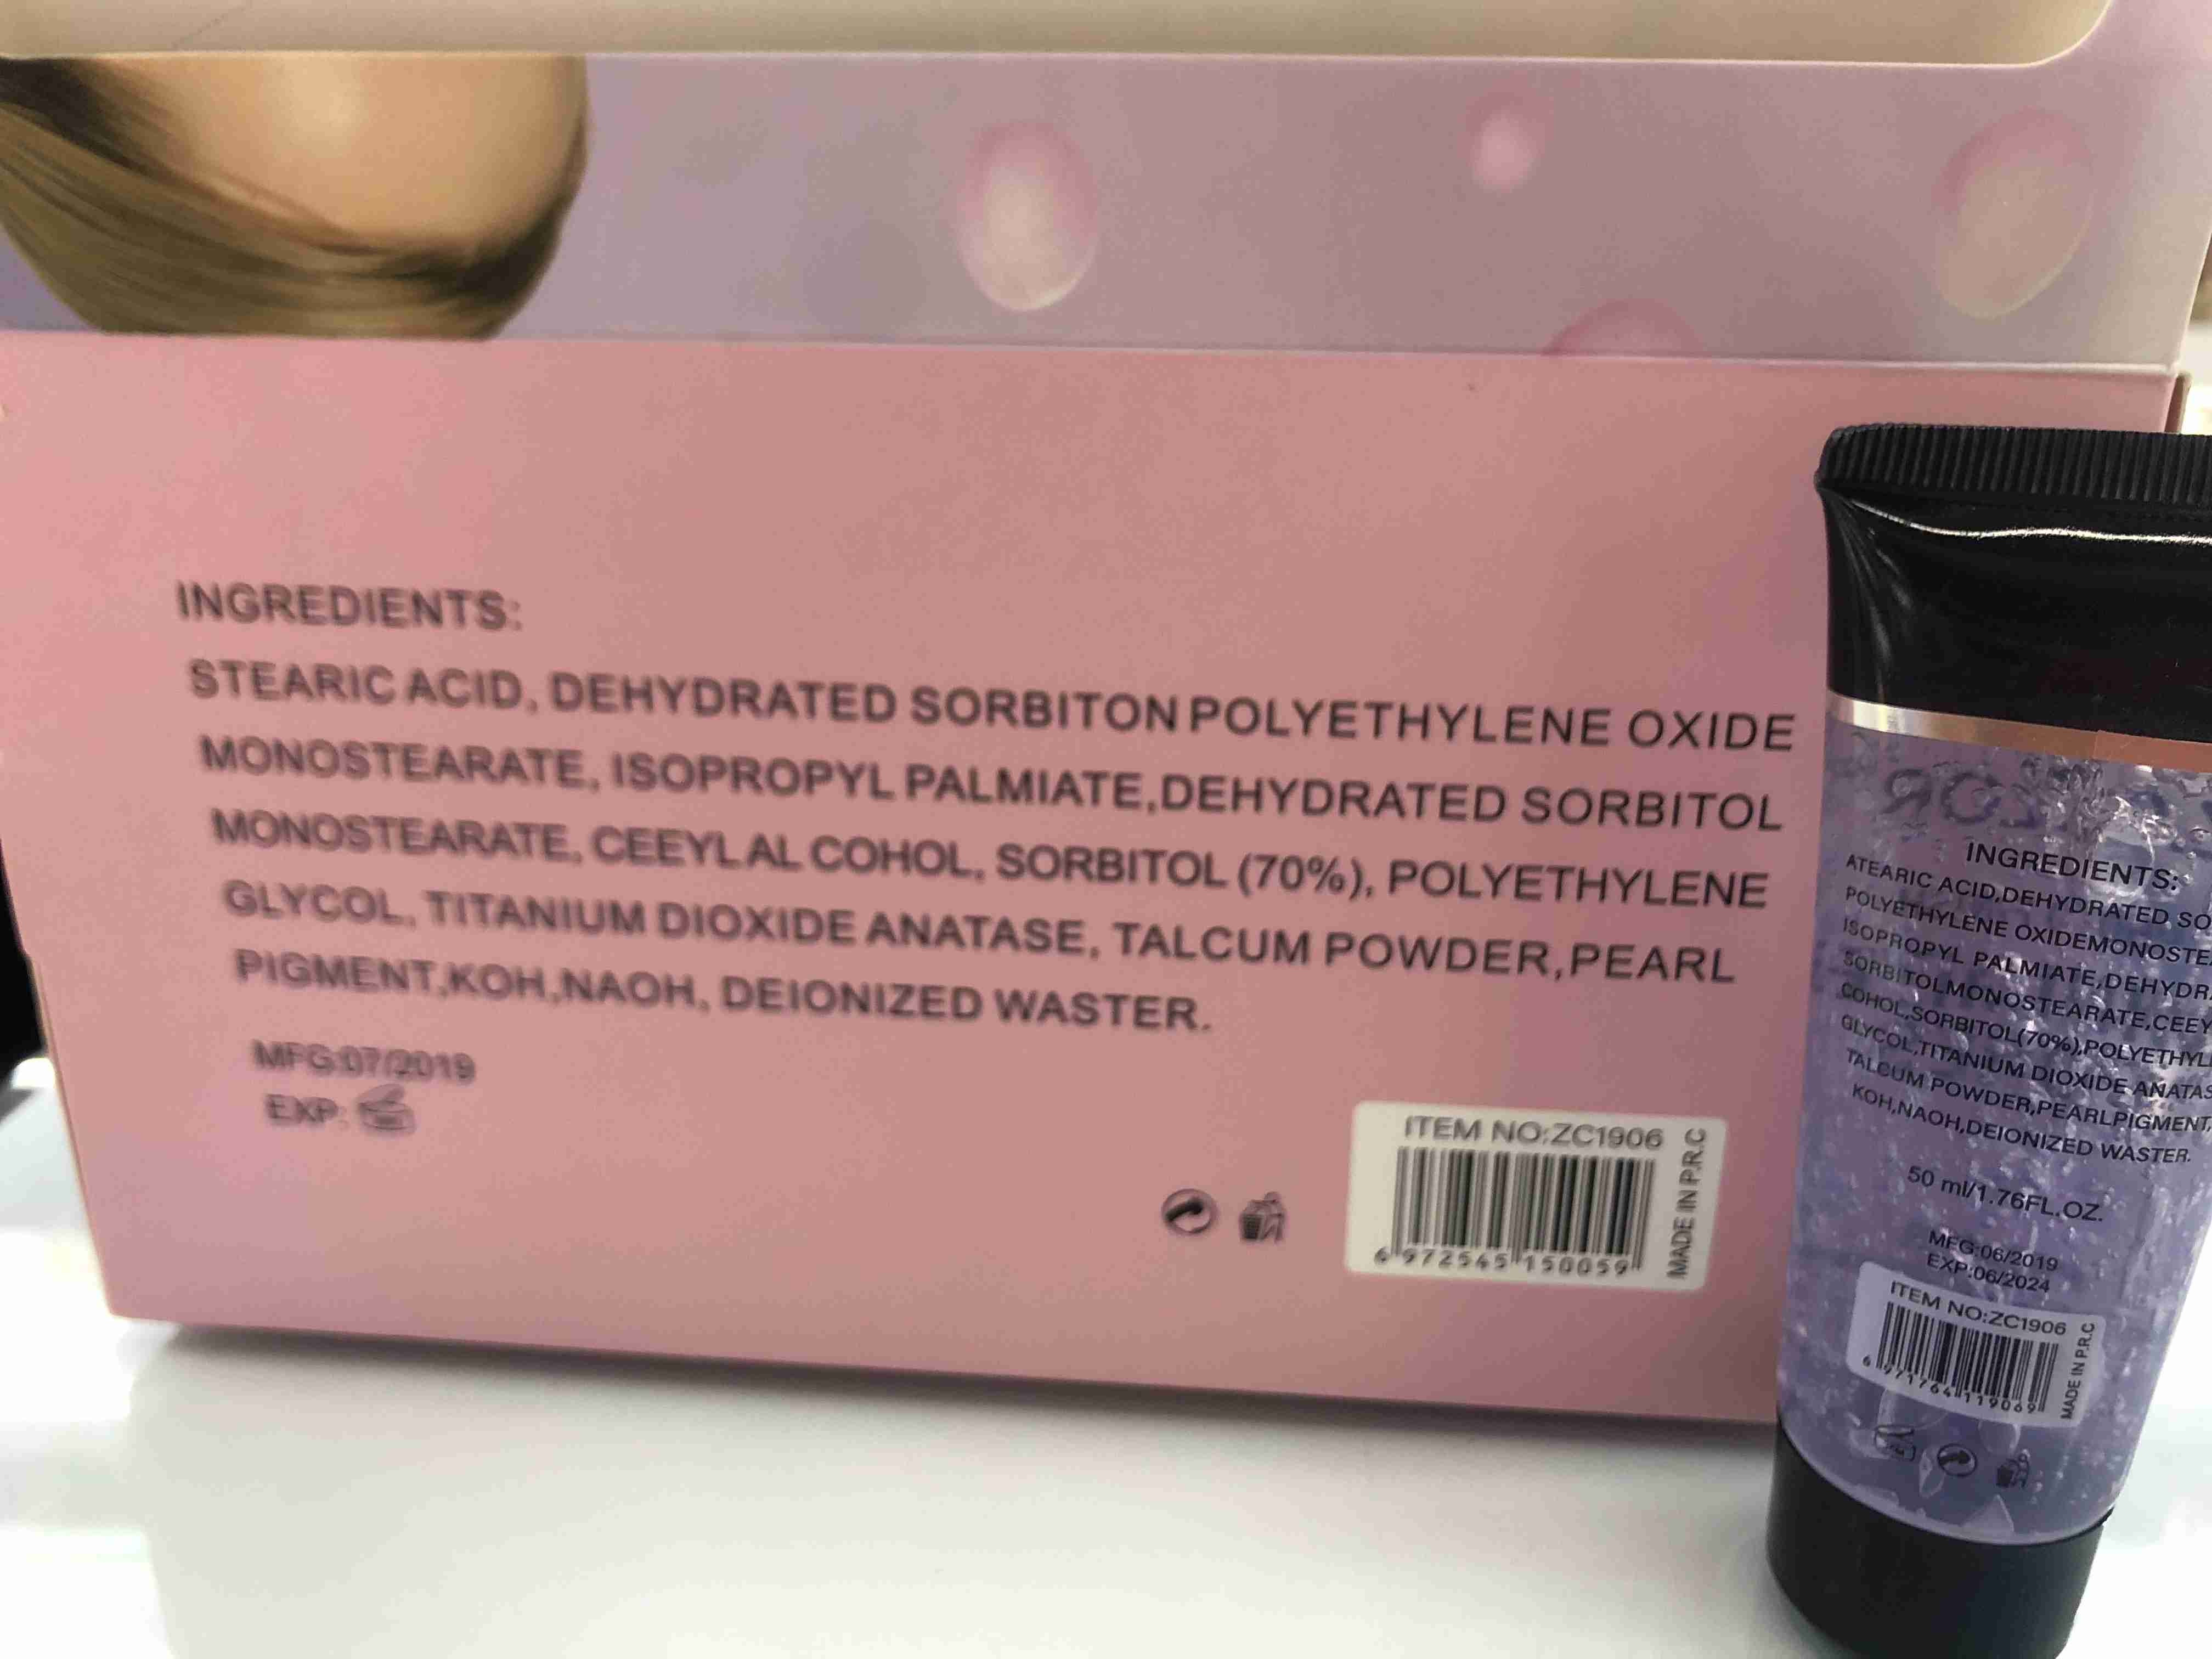 INGREDIENTS:
STEARIC ACID, DEHYDRATED SORBITON POLYETHYLENE OXIDE
MONOSTEARATE, ISOPROPYL PALMIATE,DEHYDRATED SORBITOL
MONOSTEARATE, CEEYL AL COHOL, SORBITOL (70%), POLYETHYLENE
GLYCOL, TITANIUM DIOXIDE ANATASE, TALCUM POWDER,PEARL
PIGMENT,KOH,NAOH, DEIONIZED WASTER.
MFG:07/2019
EXP:
ITEM NO:ZC1906
6 972545 150059
MADE IN P.R.C
INGREDIENTS:
ATEARIC ACID,DEHYDRATED SO
POLYETHYLENE OXIDEMONOSTE
ISOPROPYL PALMIATE,DEHYDR
SORBITOLMONOSTEARATE,CEEY
COHOL,SORBITOL(70%),POLYETHYL
GLYCOL,TITANIUM DIOXIDE ANATAS
TALCUM POWDER,PEARLPIGMENT,
KOH,NAOH,DEIONIZED WASTER.
50 ml/1.76FL.OZ.
MFG:06/2019
EXP:06/2024
ITEM NO:ZC1906
6 971764 119069
MADE IN P.R.C